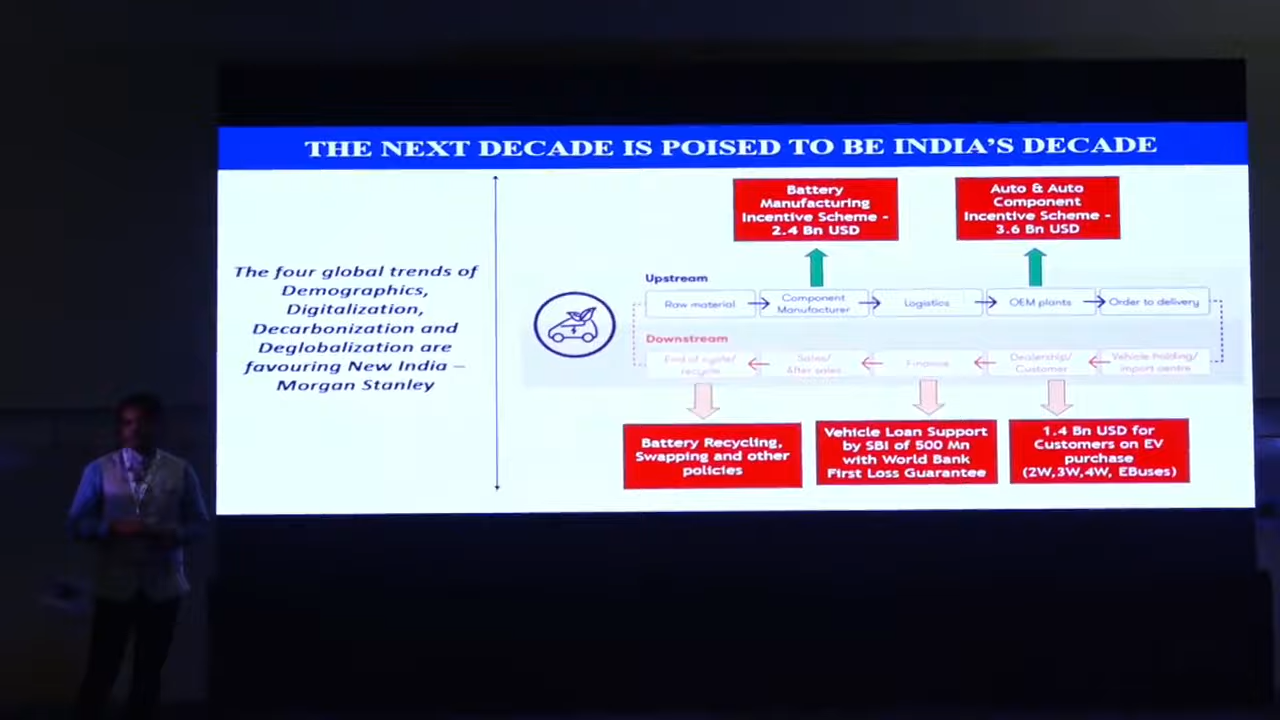 THE NEXT DECADE IS POISED TO BE INDIA'S DECADE
The four global trends of
Demographics,
Digitalization,
Decarbonization and
Deglobalization are
favouring New India –
Morgan Stanley
Battery
Manufacturing
Incentive Scheme -
2.4 Bn USD
Auto & Auto
Component
Incentive Scheme -
3.6 Bn USD
Upstream
Raw material
Component
Manufacturer
Logistics
OEM plants
Order to delivery
Downstream
End of cycle/
recycle
Sales/
After sales
Finance
Dealership/
Customer
Vehicle holding/
import centre
Battery Recycling,
Swapping and other
policies
Vehicle Loan Support
by SBI of 500 Mn
with World Bank
First Loss Guarantee
1.4 Bn USD for
Customers on EV
purchase
(2W,3W,4W, EBuses)